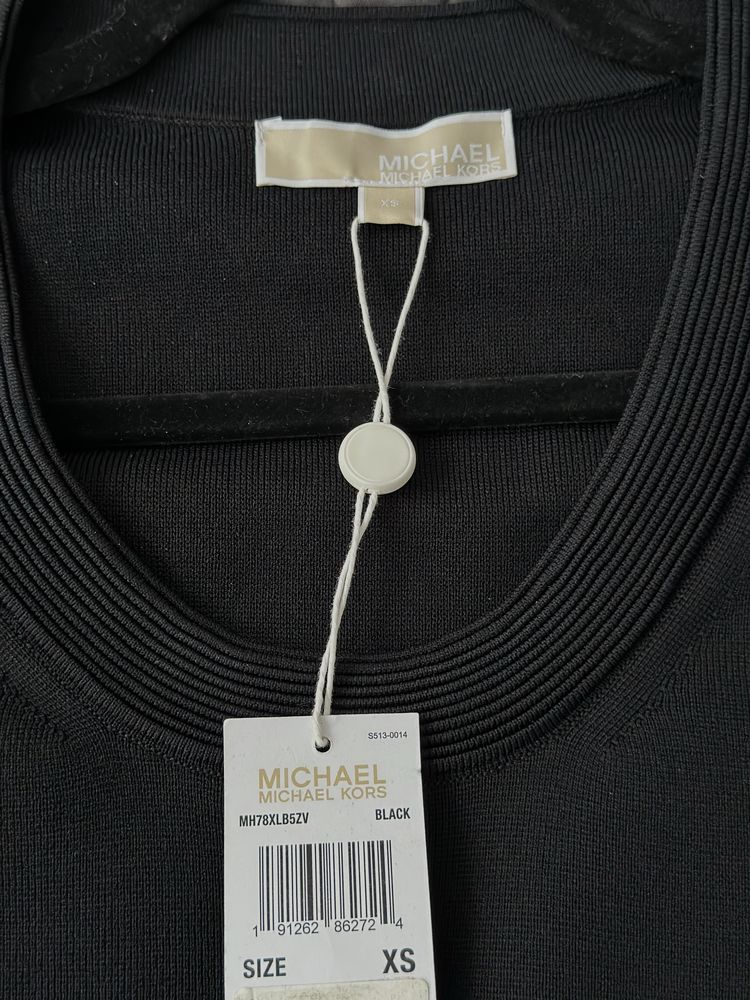 MICHAEL
MICHAEL KORS
XS
S513-0014
MICHAEL
MICHAEL KORS
MH78XLB5ZV BLACK
1 91262 86272 4
SIZE XS